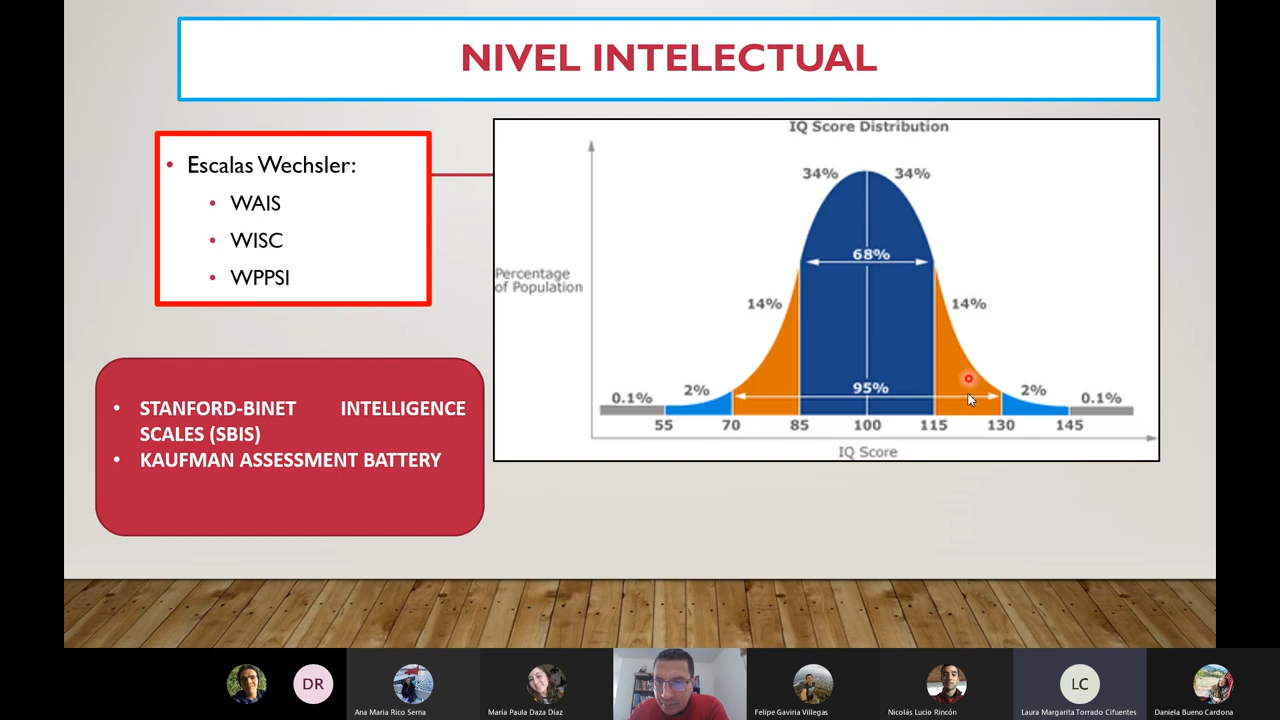 NIVEL INTELECTUAL
• Escalas Wechsler:
• WAIS
• WISC
• WPPSI
IQ Score Distribution
34% 34%
68%
Percentage
of Population
14% 14%
95%
0.1% 2% 2% 0.1%
55 70 85 100 115 130 145
IQ Score
• STANFORD-BINET INTELLIGENCE
SCALES (SBIS)
• KAUFMAN ASSESSMENT BATTERY
DR
LC
Ana Maria Rico Serna
María Paula Daza Díaz
Felipe Gaviria Villegas
Nicolás Lucio Rincón
Laura Margarita Torrado Cifuentes
Daniela Bueno Cardona